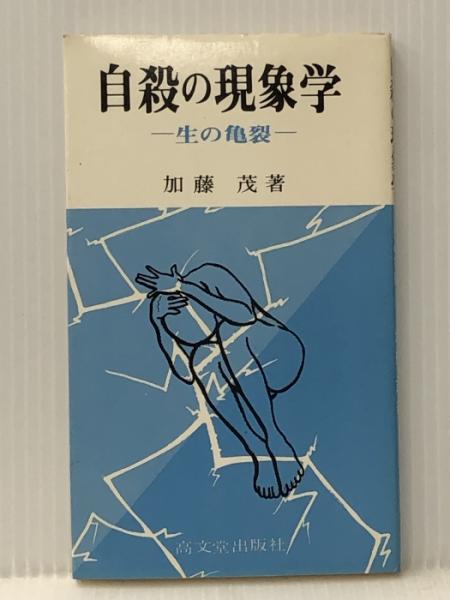 自殺の現象学
―生の亀裂―
加藤 茂著
高文堂出版社